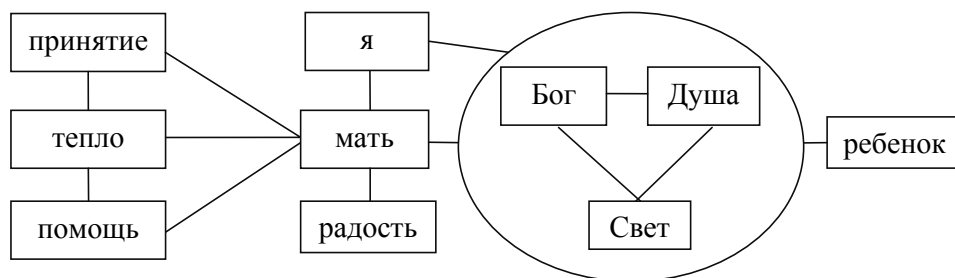 принятие
я
Бог
Душа
тепло
мать
ребенок
помощь
радость
Свет